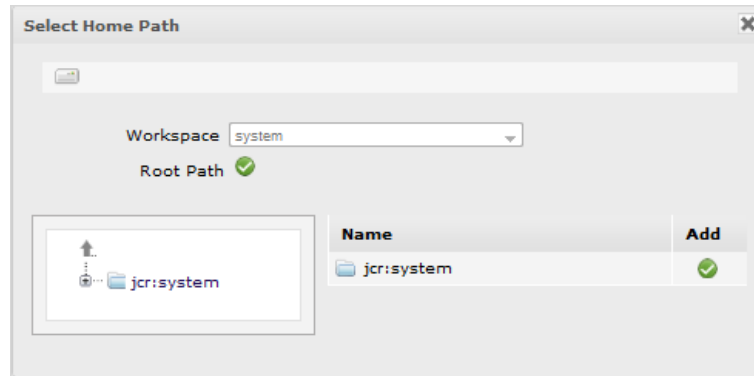 Select Home Path
Workspace system
Root Path
jcr:system
Name Add
jcr:system